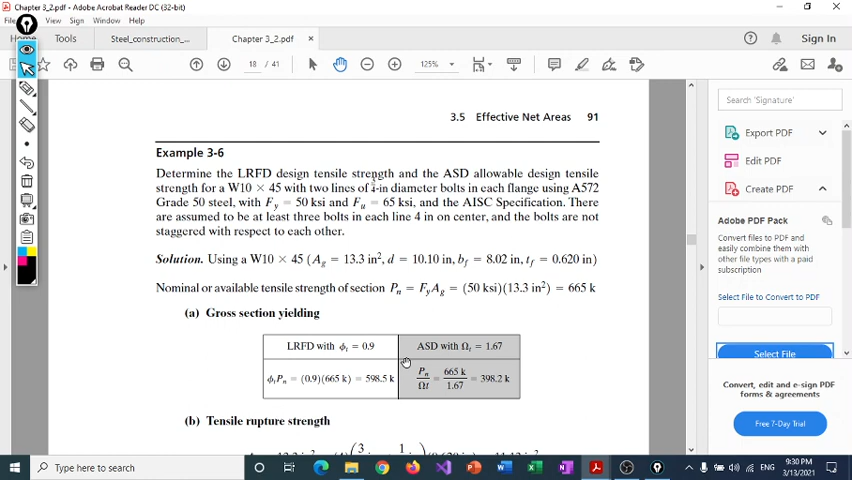 Chapter 3_2.pdf - Adobe Acrobat Reader DC (32-bit)
View Sign Window Help
Tools Steel_construction_... Chapter 3_2.pdf × Sign In
18 / 41 125%
3.5 Effective Net Areas 91
Example 3-6
Determine the LRFD design tensile strength and the ASD allowable design tensile
strength for a W10 × 45 with two lines of 3/4-in diameter bolts in each flange using A572
Grade 50 steel, with Fy = 50 ksi and Fu = 65 ksi, and the AISC Specification. There
are assumed to be at least three bolts in each line 4 in on center, and the bolts are not
staggered with respect to each other.
Solution. Using a W10 × 45 (Ag = 13.3 in², d = 10.10 in, bf = 8.02 in, tf = 0.620 in)
Nominal or available tensile strength of section Pn = FyAg = (50 ksi)(13.3 in²) = 665 k
(a) Gross section yielding
LRFD with ϕt = 0.9 ASD with Ωt = 1.67
ϕtPn = (0.9)(665 k) = 598.5 k Pn/Ωt = 665 k/1.67 = 398.2 k
(b) Tensile rupture strength
Search 'Signature'
Export PDF
Edit PDF
Create PDF
Adobe PDF Pack
Convert files to PDF and
easily combine them with
other file types with a paid
subscription
Select File to Convert to PDF
Select File
Convert, edit and e-sign PDF
forms & agreements
Free 7-Day Trial
Type here to search
ENG
9:30 PM
3/13/2021